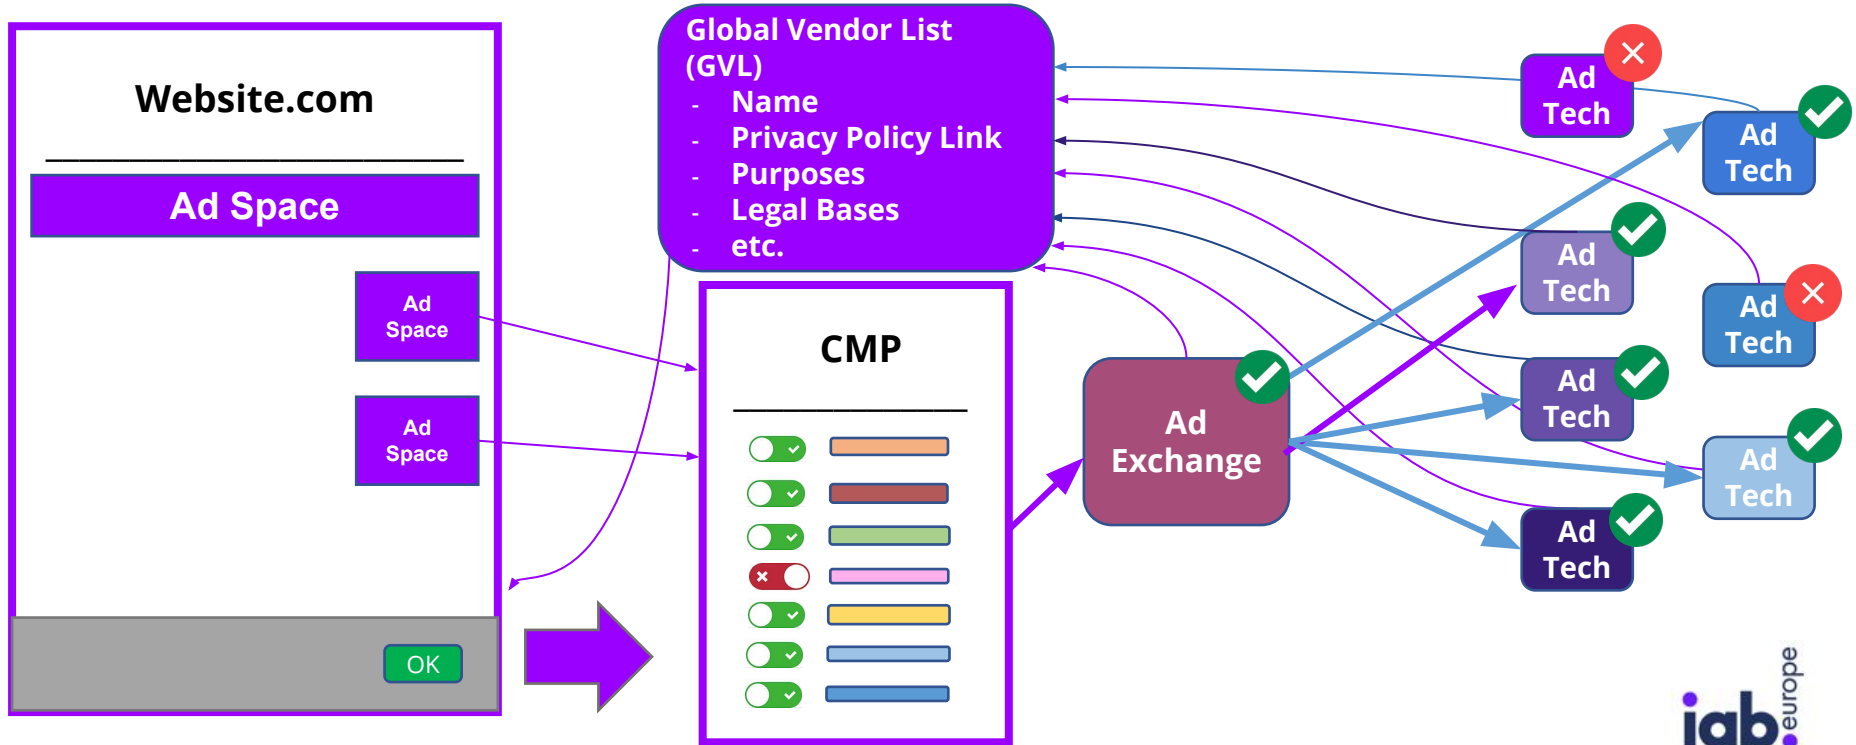 Website.com
Ad Space
Ad
Space
Ad
Space
OK
Global Vendor List
(GVL)
- Name
- Privacy Policy Link
- Purposes
- Legal Bases
- etc.
CMP
Ad
Exchange
Ad
Tech
Ad
Tech
Ad
Tech
Ad
Tech
Ad
Tech
Ad
Tech
Ad
Tech
iab
europe